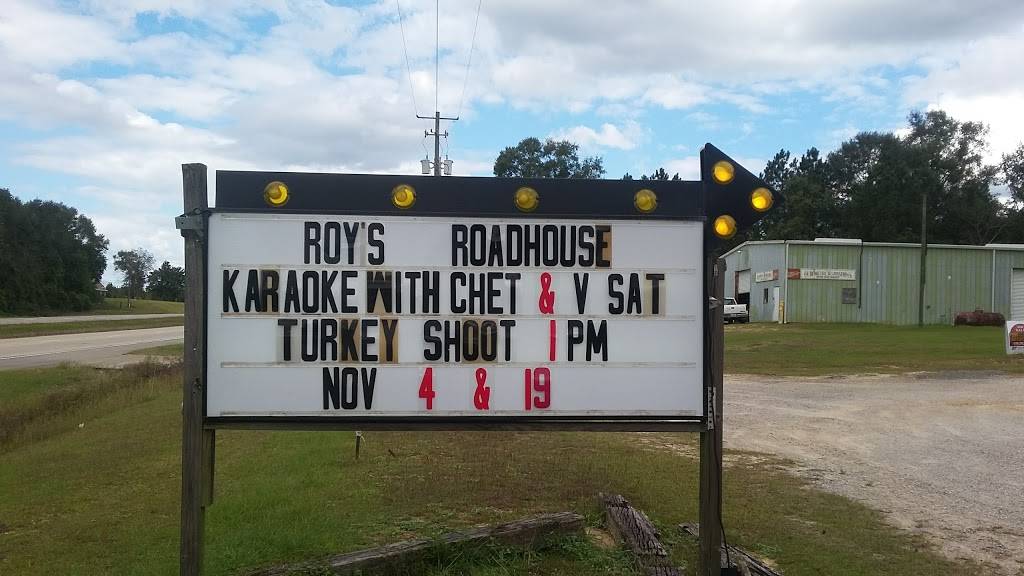 ROY'S ROADHOUSE
KARAOKE WITH CHET & V SAT
TURKEY SHOOT 1 PM
NOV 4 & 19